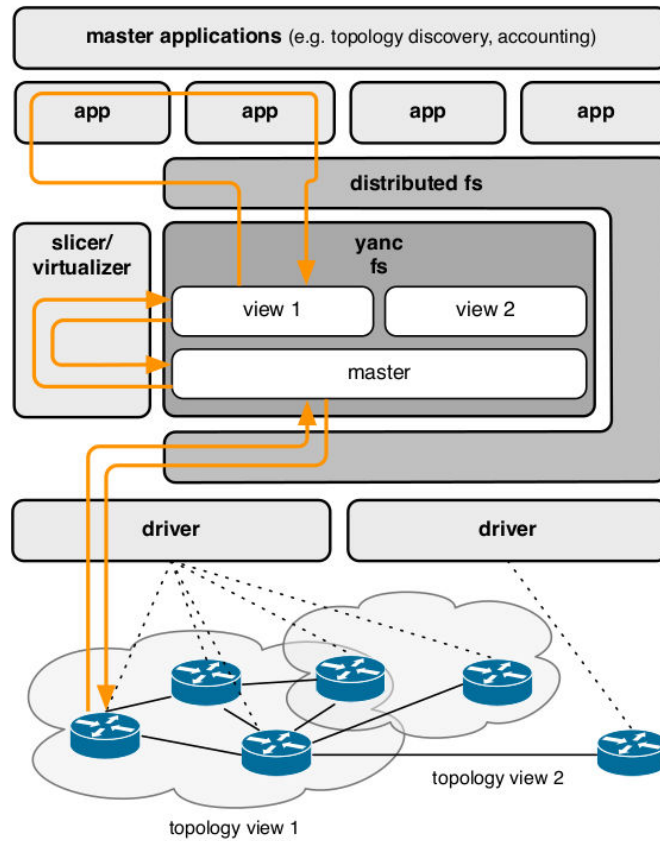 master applications (e.g. topology discovery, accounting)
app
app
app
app
distributed fs
slicer/
virtualizer
yanc
fs
view 1
view 2
master
driver
driver
topology view 2
topology view 1